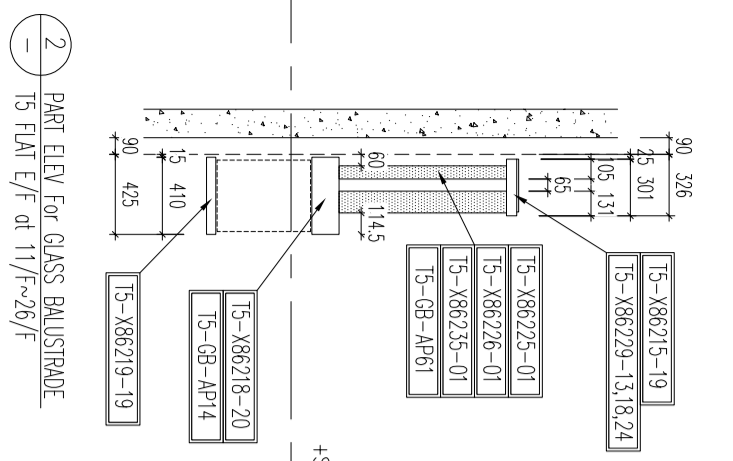 90 326
25 301
105 131
65
60
114.5
15 410
90 425
T5-X86215-19
T5-X86229-13,18,24
T5-X86225-01
T5-X86226-01
T5-X86235-01
T5-GB-AP61
T5-X86218-20
T5-GB-AP14
T5-X86219-19
2
-
PART ELEV For GLASS BALUSTRADE
T5 FLAT E/F at 11/F~26/F